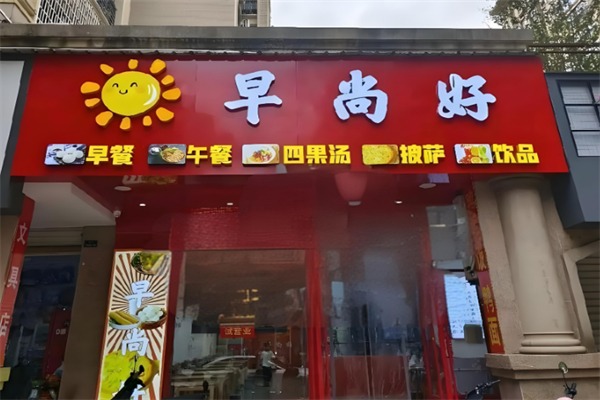 早尚好
早餐 午餐 四果汤 披萨 饮品
早尚
试营业